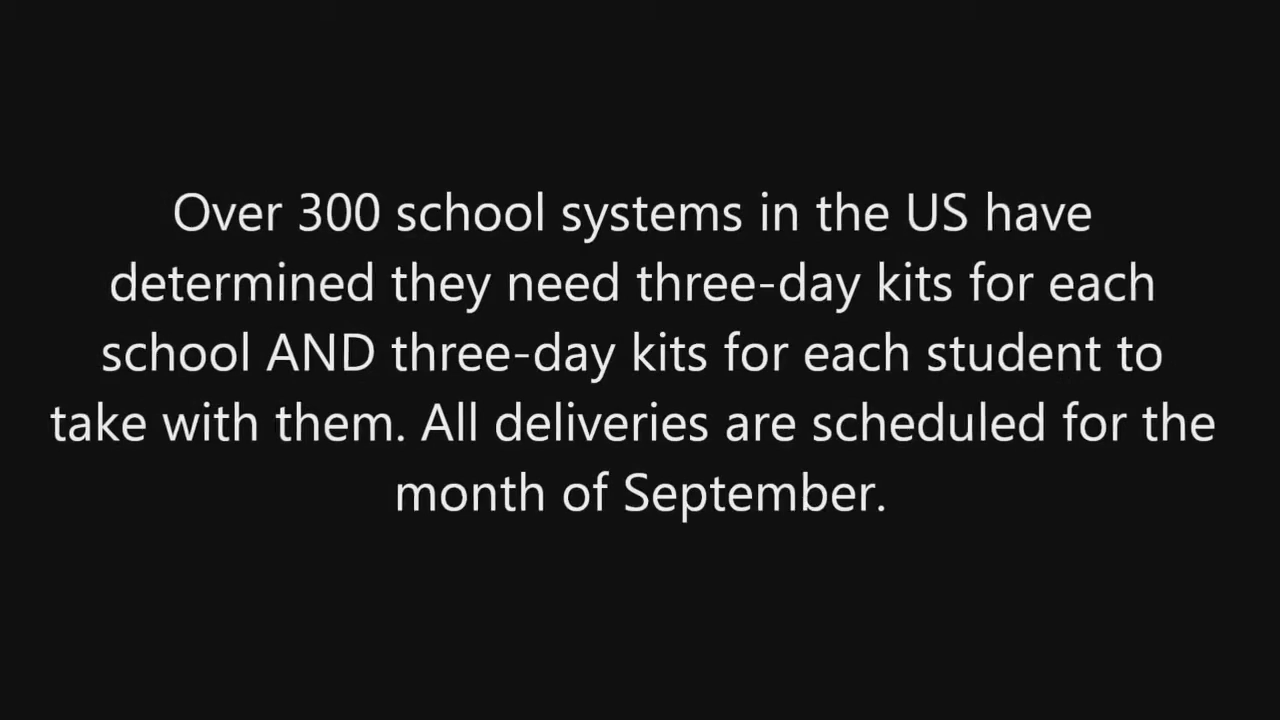 Over 300 school systems in the US have
determined they need three-day kits for each
school AND three-day kits for each student to
take with them. All deliveries are scheduled for the
month of September.